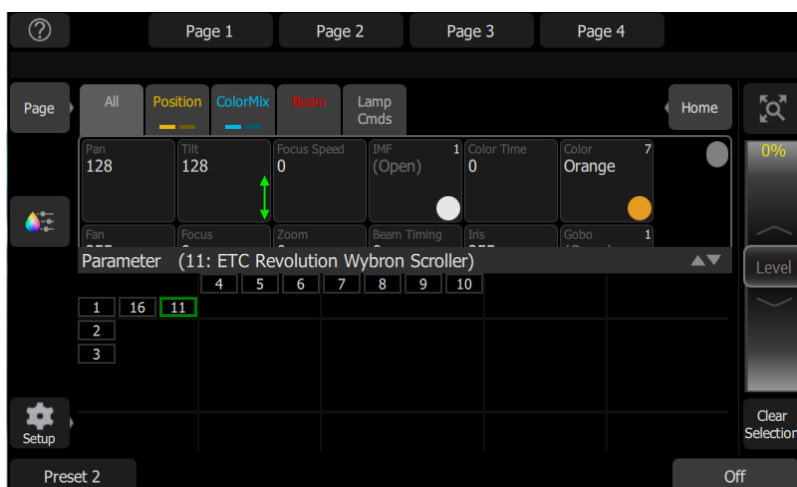 Page 1 Page 2 Page 3 Page 4
Page All Position ColorMix Beam Lamp Cmds Home
Pan 128 Tilt 128 Focus Speed 0 IMF 1 (Open) Color Time 0 Color 7 Orange
0%
Fan Focus Zoom Beam Timing Iris Gobo 1
Parameter (11: ETC Revolution Wybron Scroller)
Level
4 5 6 7 8 9 10
1 16 11
2
3
Setup
Clear Selection
Preset 2 Off